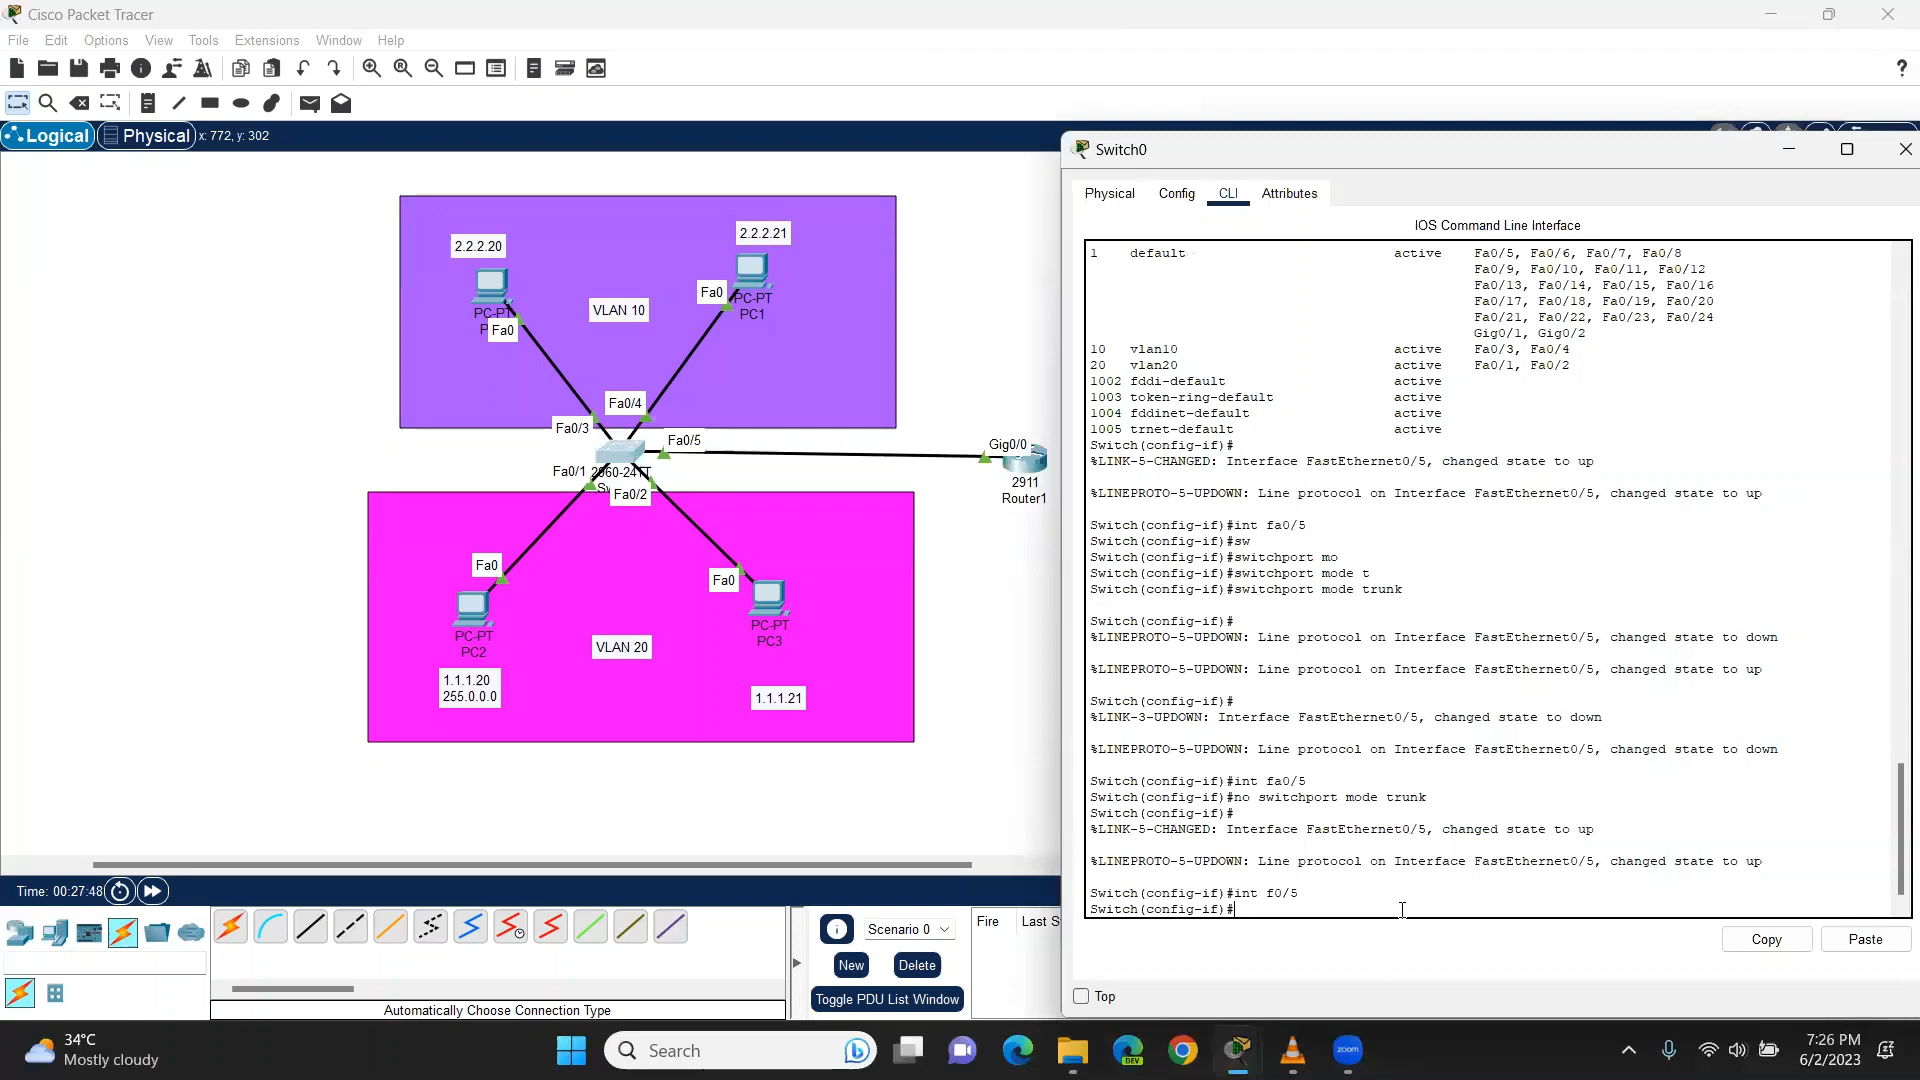 Cisco Packet Tracer
File Edit Options View Tools Extensions Window Help
?
Logical Physical x: 772, y: 302
Switch0
Physical Config CLI Attributes
IOS Command Line Interface
1 default active Fa0/5, Fa0/6, Fa0/7, Fa0/8
Fa0/9, Fa0/10, Fa0/11, Fa0/12
Fa0/13, Fa0/14, Fa0/15, Fa0/16
Fa0/17, Fa0/18, Fa0/19, Fa0/20
Fa0/21, Fa0/22, Fa0/23, Fa0/24
Gig0/1, Gig0/2
10 vlan10 active Fa0/3, Fa0/4
20 vlan20 active Fa0/1, Fa0/2
1002 fddi-default active
1003 token-ring-default active
1004 fddinet-default active
1005 trnet-default active
Switch(config-if)#
%LINK-5-CHANGED: Interface FastEthernet0/5, changed state to up
%LINEPROTO-5-UPDOWN: Line protocol on Interface FastEthernet0/5, changed state to up
Switch(config-if)#int fa0/5
Switch(config-if)#sw
Switch(config-if)#switchport mo
Switch(config-if)#switchport mode t
Switch(config-if)#switchport mode trunk
Switch(config-if)#
%LINEPROTO-5-UPDOWN: Line protocol on Interface FastEthernet0/5, changed state to down
%LINEPROTO-5-UPDOWN: Line protocol on Interface FastEthernet0/5, changed state to up
Switch(config-if)#
%LINK-3-UPDOWN: Interface FastEthernet0/5, changed state to down
%LINEPROTO-5-UPDOWN: Line protocol on Interface FastEthernet0/5, changed state to down
Switch(config-if)#int fa0/5
Switch(config-if)#no switchport mode trunk
Switch(config-if)#
%LINK-5-CHANGED: Interface FastEthernet0/5, changed state to up
%LINEPROTO-5-UPDOWN: Line protocol on Interface FastEthernet0/5, changed state to up
Switch(config-if)#int f0/5
Switch(config-if)#
Copy Paste
Top
2.2.2.20
2.2.2.21
PC-PT
Fa0
VLAN 10
Fa0
PC-PT
PC1
Fa0/4
Fa0/3
Fa0/5
Gig0/0
Fa0/1
2960-24TT
Fa0/2
2911
Router1
Fa0
Fa0
PC-PT
PC2
PC-PT
PC3
VLAN 20
1.1.1.20
255.0.0.0
1.1.1.21
Time: 00:27:48
Scenario 0
New Delete
Toggle PDU List Window
Fire Last S
Automatically Choose Connection Type
34°C
Mostly cloudy
Search
DEV
zoom
7:26 PM
6/2/2023